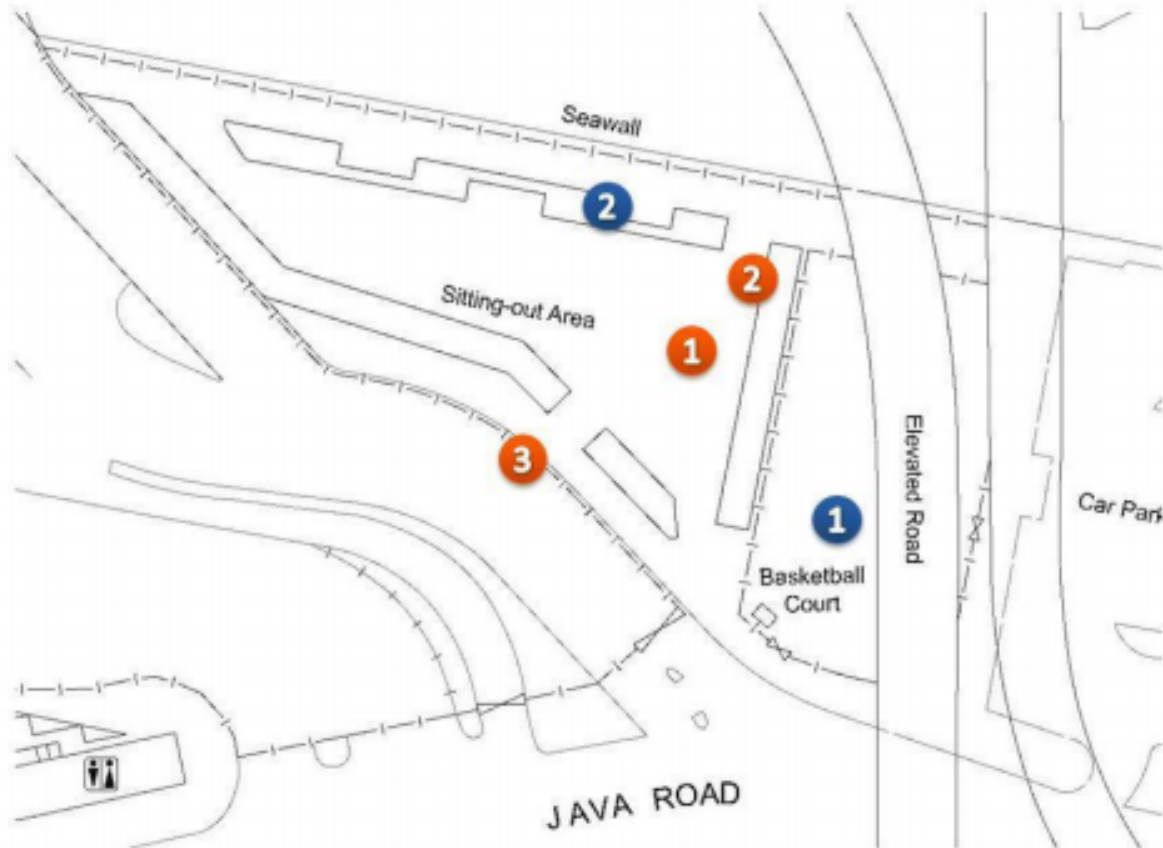 Seawall
2
2
Sitting-out Area
1
3
Elevated Road
1
Car Park
Basketball
Court
JAVA ROAD